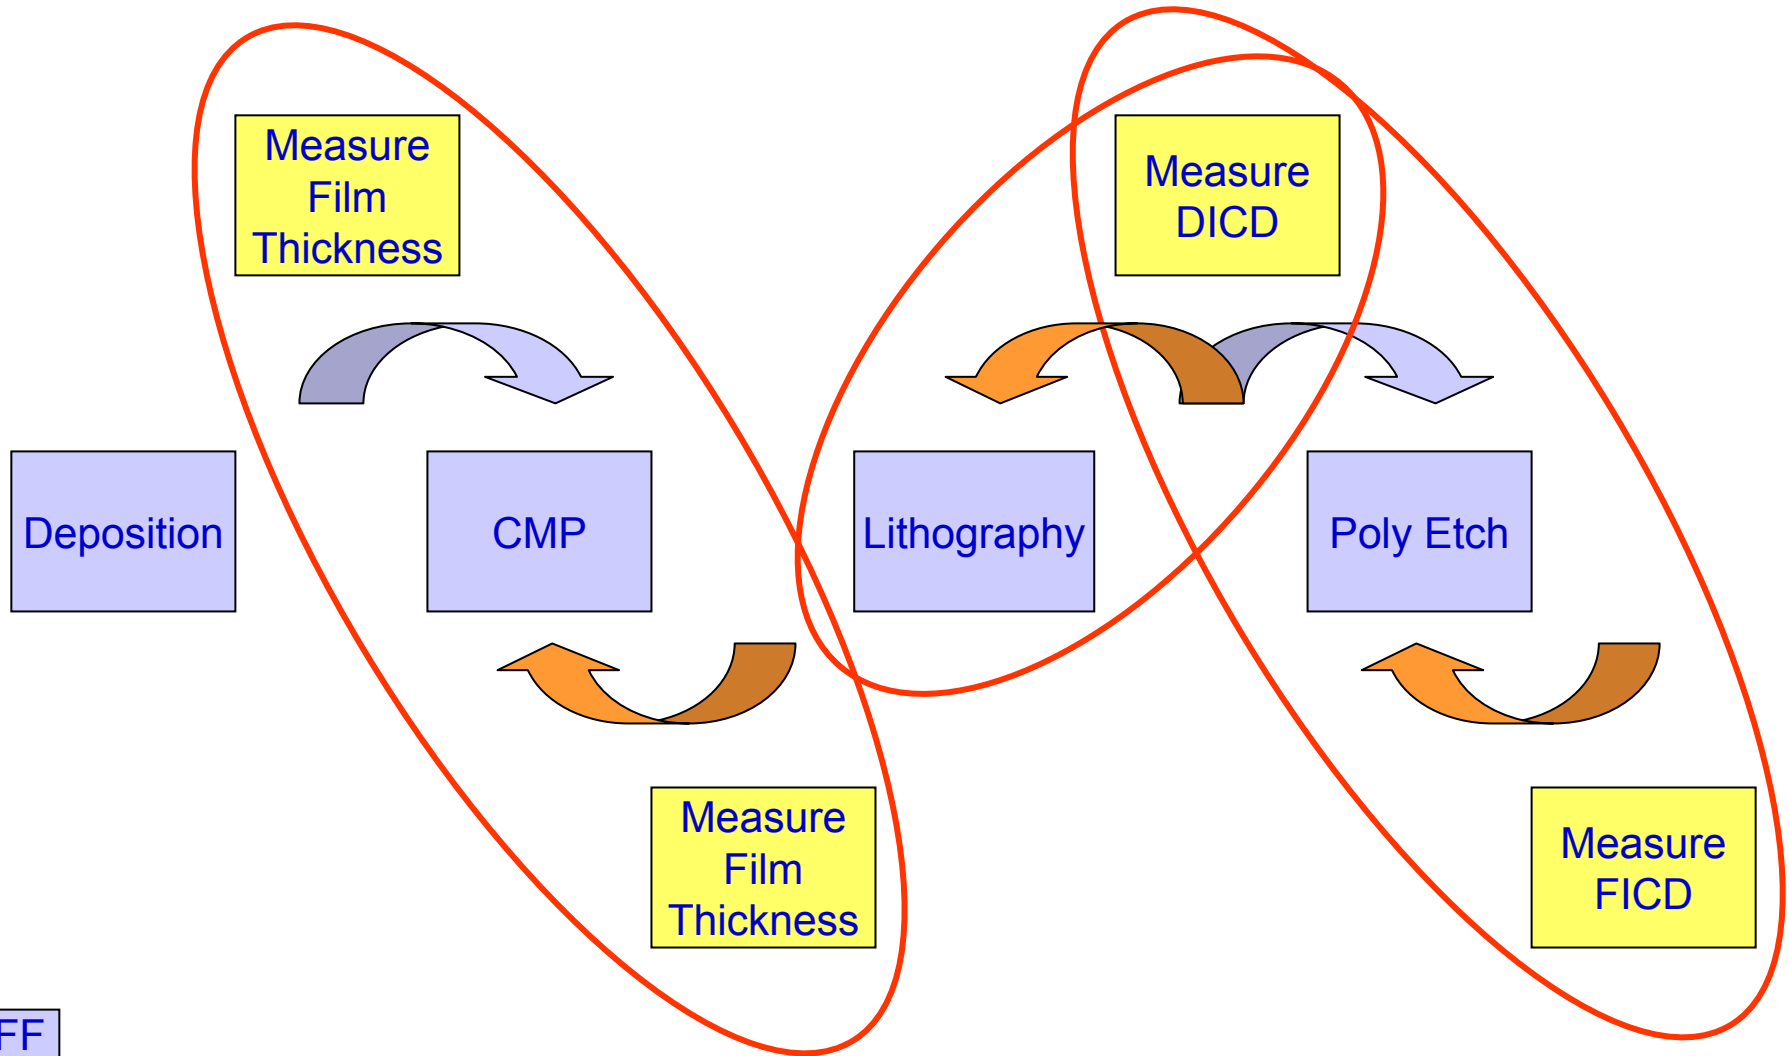 Measure
Film
Thickness
Measure
DICD
Deposition
CMP
Lithography
Poly Etch
Measure
Film
Thickness
Measure
FICD
FF